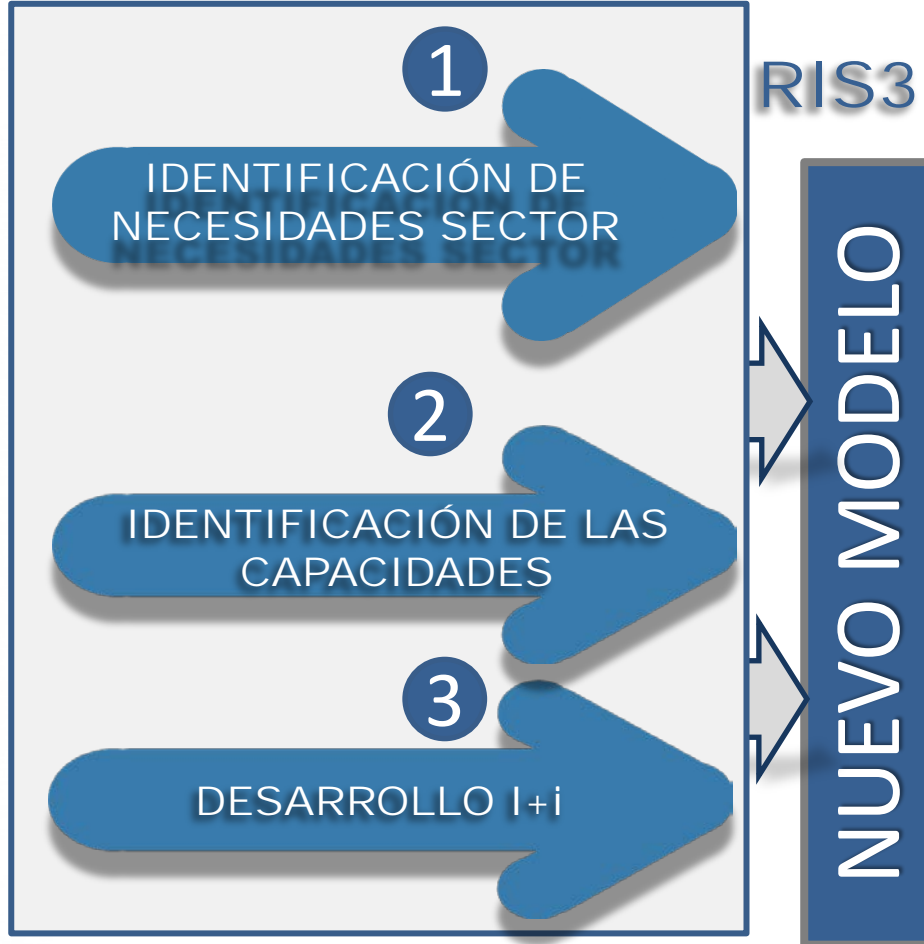 1
RIS3
IDENTIFICACIÓN DE
NECESIDADES SECTOR
2
IDENTIFICACIÓN DE LAS
CAPACIDADES
3
DESARROLLO I+i
NUEVO MODELO